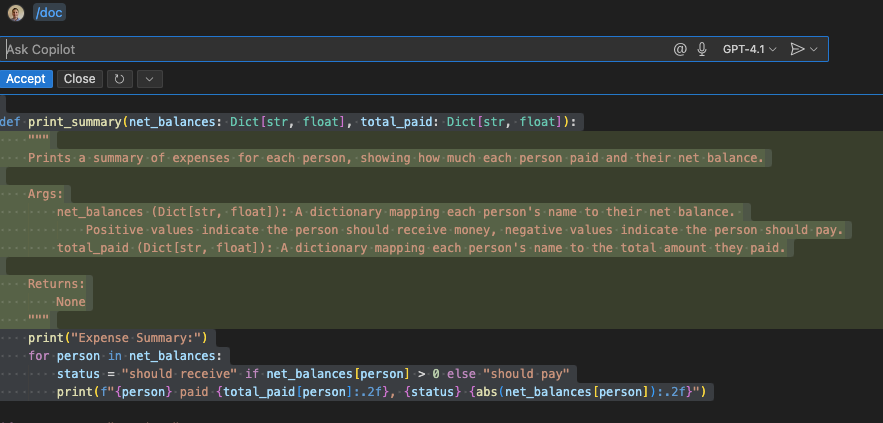 /doc
Ask Copilot
GPT-4.1
Accept Close
def print_summary(net_balances: Dict[str, float], total_paid: Dict[str, float]):
    """
    Prints a summary of expenses for each person, showing how much each person paid and their net balance.
    Args:
        net_balances (Dict[str, float]): A dictionary mapping each person's name to their net balance.
            Positive values indicate the person should receive money, negative values indicate the person should pay.
        total_paid (Dict[str, float]): A dictionary mapping each person's name to the total amount they paid.
    Returns:
        None
    """
    print("Expense Summary:")
    for person in net_balances:
        status = "should receive" if net_balances[person] > 0 else "should pay"
        print(f"{person} paid {total_paid[person]:.2f}, {status} {abs(net_balances[person]):.2f}")